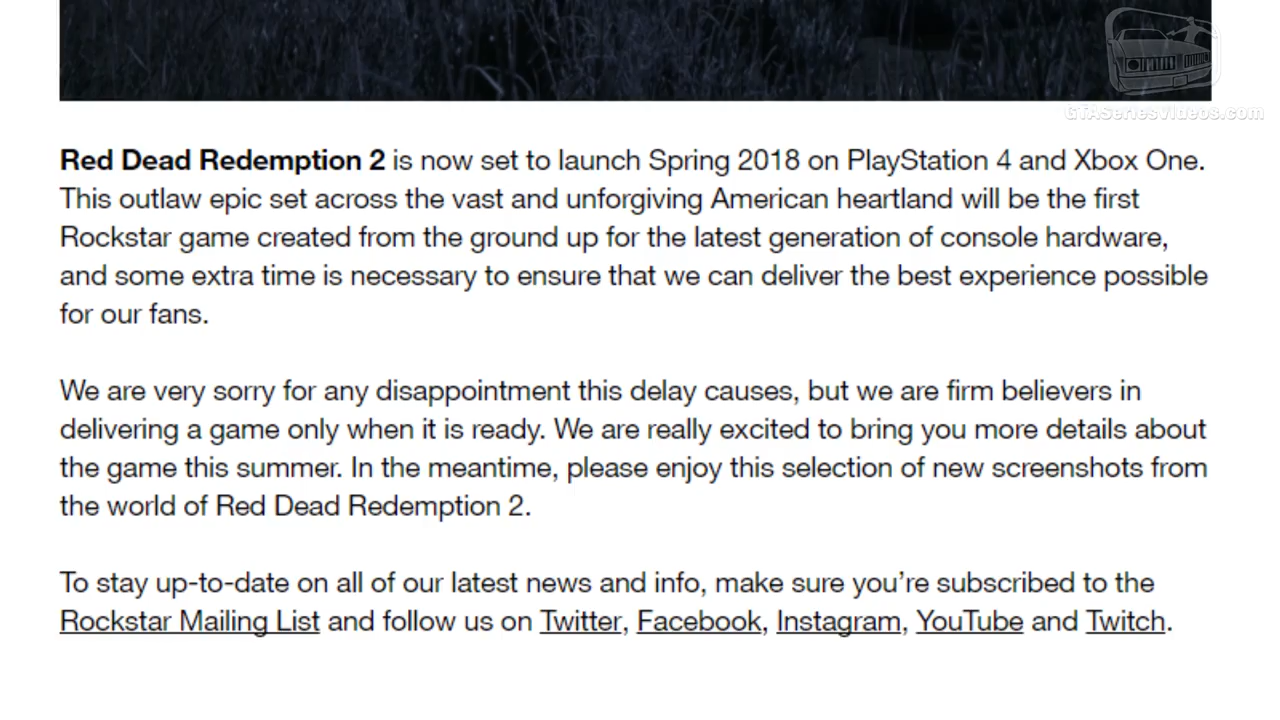 GTASeriesVideos.com
Red Dead Redemption 2 is now set to launch Spring 2018 on PlayStation 4 and Xbox One.
This outlaw epic set across the vast and unforgiving American heartland will be the first
Rockstar game created from the ground up for the latest generation of console hardware,
and some extra time is necessary to ensure that we can deliver the best experience possible
for our fans.
We are very sorry for any disappointment this delay causes, but we are firm believers in
delivering a game only when it is ready. We are really excited to bring you more details about
the game this summer. In the meantime, please enjoy this selection of new screenshots from
the world of Red Dead Redemption 2.
To stay up-to-date on all of our latest news and info, make sure you’re subscribed to the
Rockstar Mailing List and follow us on Twitter, Facebook, Instagram, YouTube and Twitch.